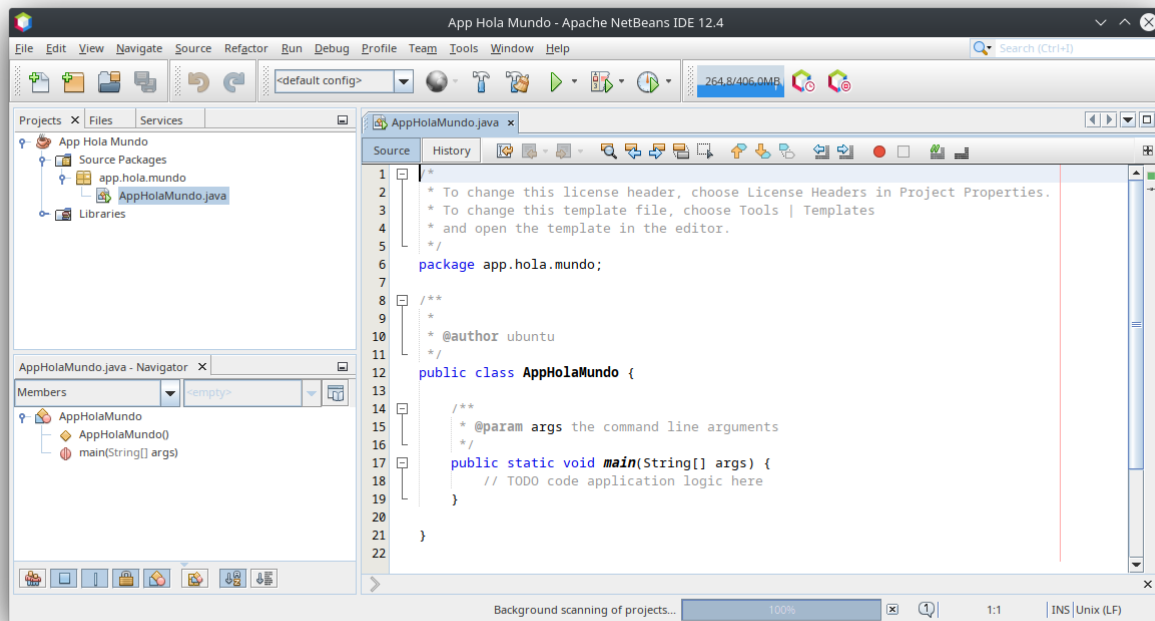 App Hola Mundo - Apache NetBeans IDE 12.4
File Edit View Navigate Source Refactor Run Debug Profile Team Tools Window Help
Search (Ctrl+I)
<default config>
264,8/406,0MB
Projects Files Services
App Hola Mundo
Source Packages
app.hola.mundo
AppHolaMundo.java
Libraries
AppHolaMundo.java - Navigator
Members <empty>
AppHolaMundo
AppHolaMundo()
main(String[] args)
AppHolaMundo.java
Source History
1 /*
2 * To change this license header, choose License Headers in Project Properties.
3 * To change this template file, choose Tools | Templates
4 * and open the template in the editor.
5 */
6 package app.hola.mundo;
7
8 /**
9 *
10 * @author ubuntu
11 */
12 public class AppHolaMundo {
13
14 /**
15 * @param args the command line arguments
16 */
17 public static void main(String[] args) {
18 // TODO code application logic here
19 }
20
21 }
22
Background scanning of projects... 100% 1 1:1 INS Unix (LF)